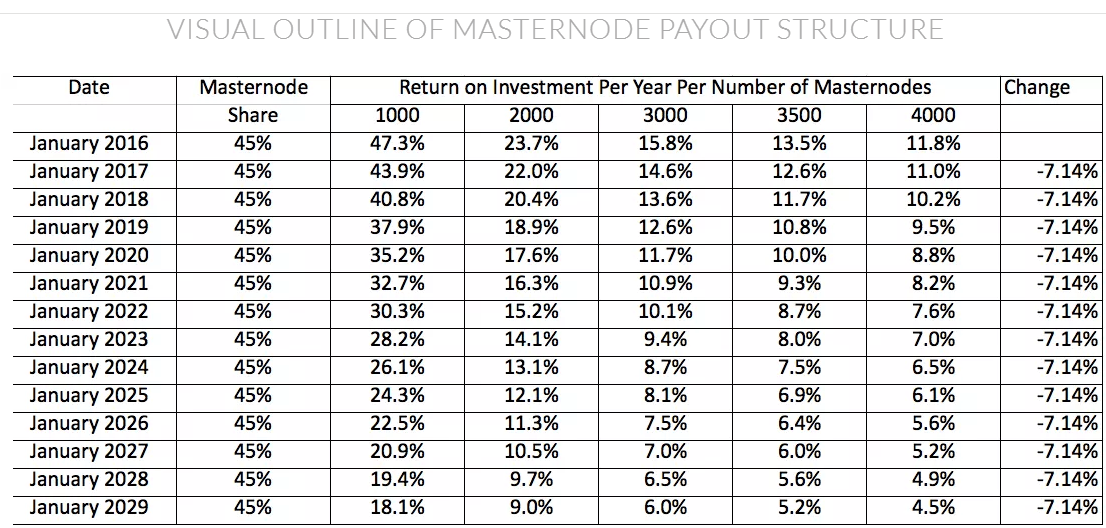 VISUAL OUTLINE OF MASTERNODE PAYOUT STRUCTURE
Date Masternode Return on Investment Per Year Per Number of Masternodes Change
Share 1000 2000 3000 3500 4000
January 2016 45% 47.3% 23.7% 15.8% 13.5% 11.8%
January 2017 45% 43.9% 22.0% 14.6% 12.6% 11.0% -7.14%
January 2018 45% 40.8% 20.4% 13.6% 11.7% 10.2% -7.14%
January 2019 45% 37.9% 18.9% 12.6% 10.8% 9.5% -7.14%
January 2020 45% 35.2% 17.6% 11.7% 10.0% 8.8% -7.14%
January 2021 45% 32.7% 16.3% 10.9% 9.3% 8.2% -7.14%
January 2022 45% 30.3% 15.2% 10.1% 8.7% 7.6% -7.14%
January 2023 45% 28.2% 14.1% 9.4% 8.0% 7.0% -7.14%
January 2024 45% 26.1% 13.1% 8.7% 7.5% 6.5% -7.14%
January 2025 45% 24.3% 12.1% 8.1% 6.9% 6.1% -7.14%
January 2026 45% 22.5% 11.3% 7.5% 6.4% 5.6% -7.14%
January 2027 45% 20.9% 10.5% 7.0% 6.0% 5.2% -7.14%
January 2028 45% 19.4% 9.7% 6.5% 5.6% 4.9% -7.14%
January 2029 45% 18.1% 9.0% 6.0% 5.2% 4.5% -7.14%